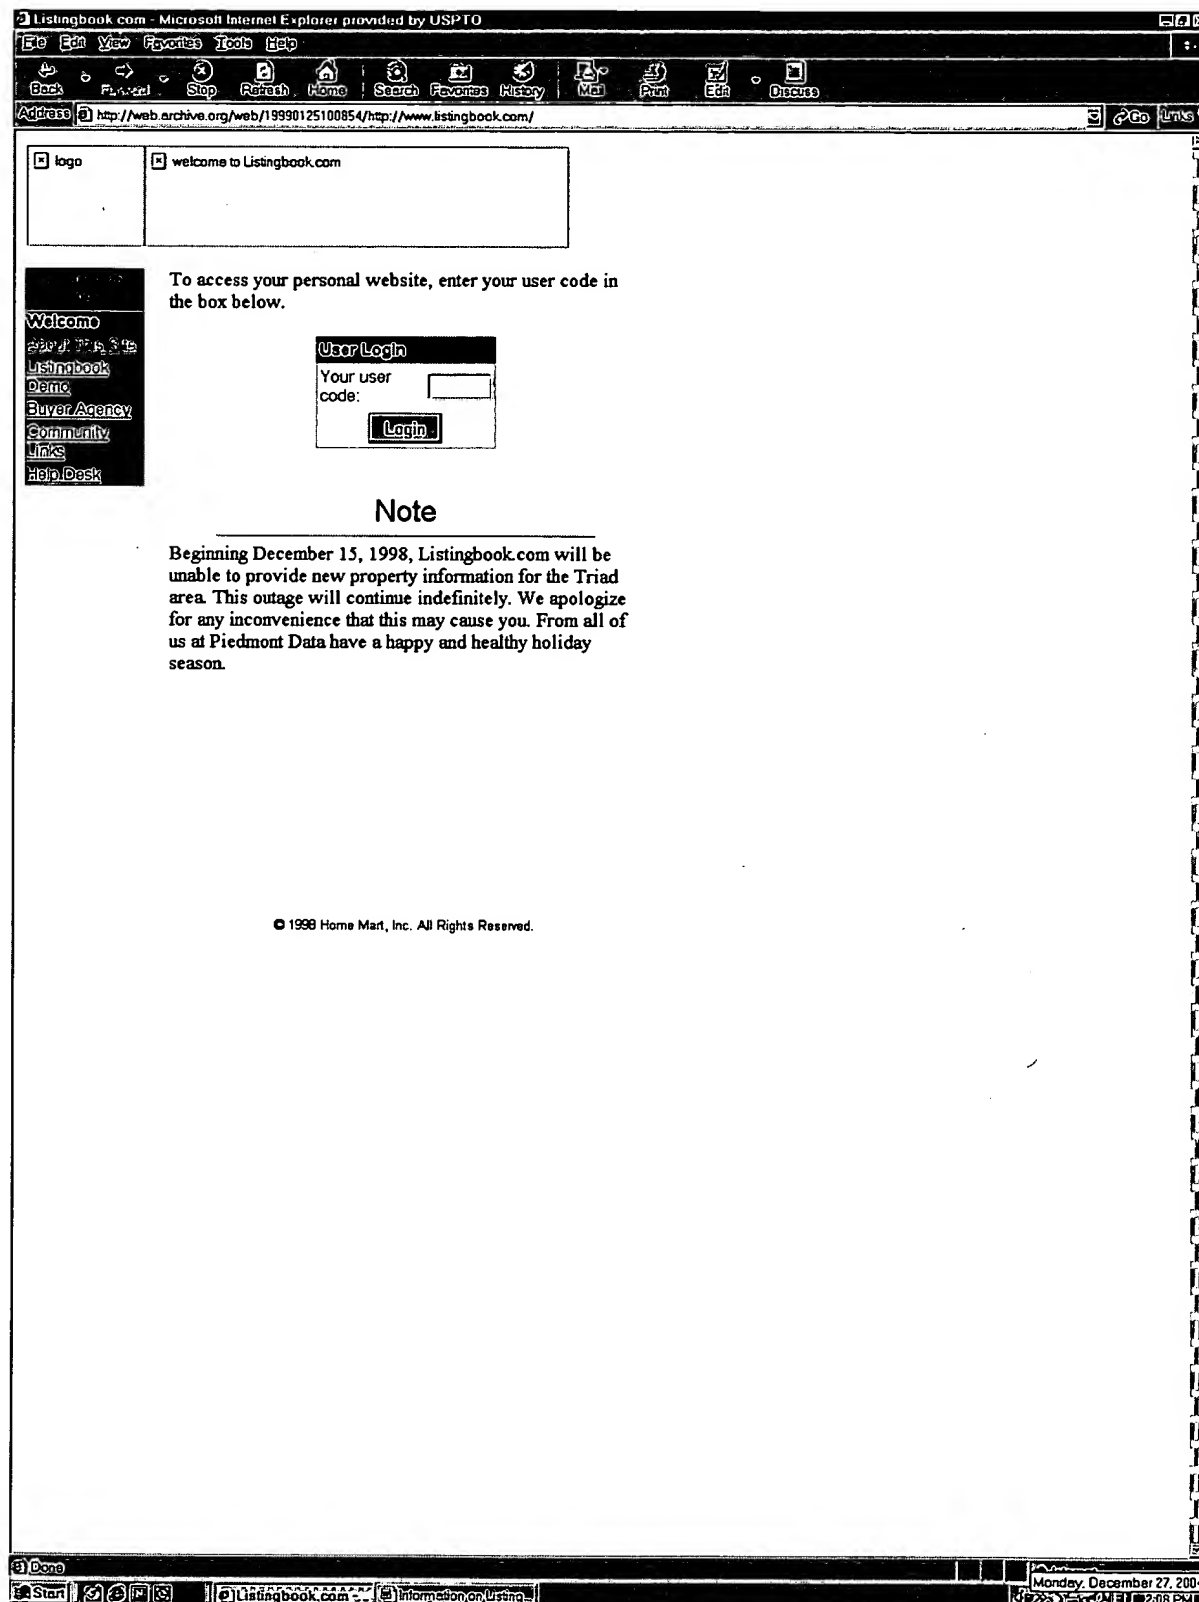 Listingbook.com - Microsoft Internet Explorer provided by USPTO
File Edit View Favorites Tools Help
Back Forward Stop Refresh Home Search Favorites History Mail Print Edit Discuss
Address http://web.archive.org/web/19990125100854/http://www.listingbook.com/ Go Links
logo
welcome to Listingbook.com
Welcome
About This Site
Listingbook
Demo
Buyer Agency
Community
Links
Help Desk
To access your personal website, enter your user code in
the box below.
User Login
Your user
code:
Login
Note
Beginning December 15, 1998, Listingbook.com will be
unable to provide new property information for the Triad
area. This outage will continue indefinitely. We apologize
for any inconvenience that this may cause you. From all of
us at Piedmont Data have a happy and healthy holiday
season.
© 1998 Home Mart, Inc. All Rights Reserved.
Done
Monday, December 27, 200
Start Listingbook.com - ... Information on Listing... 2:08 PM